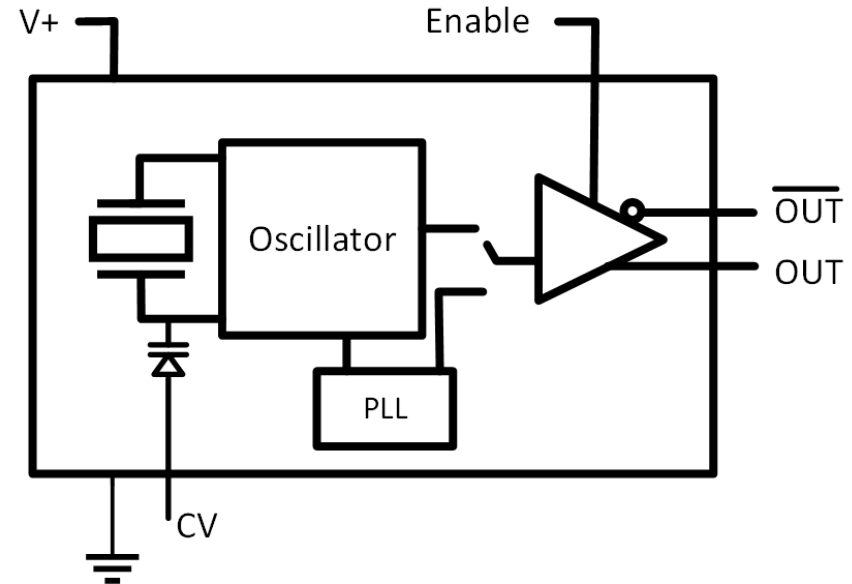 V+
Enable
Oscillator
OUT
OUT
PLL
CV